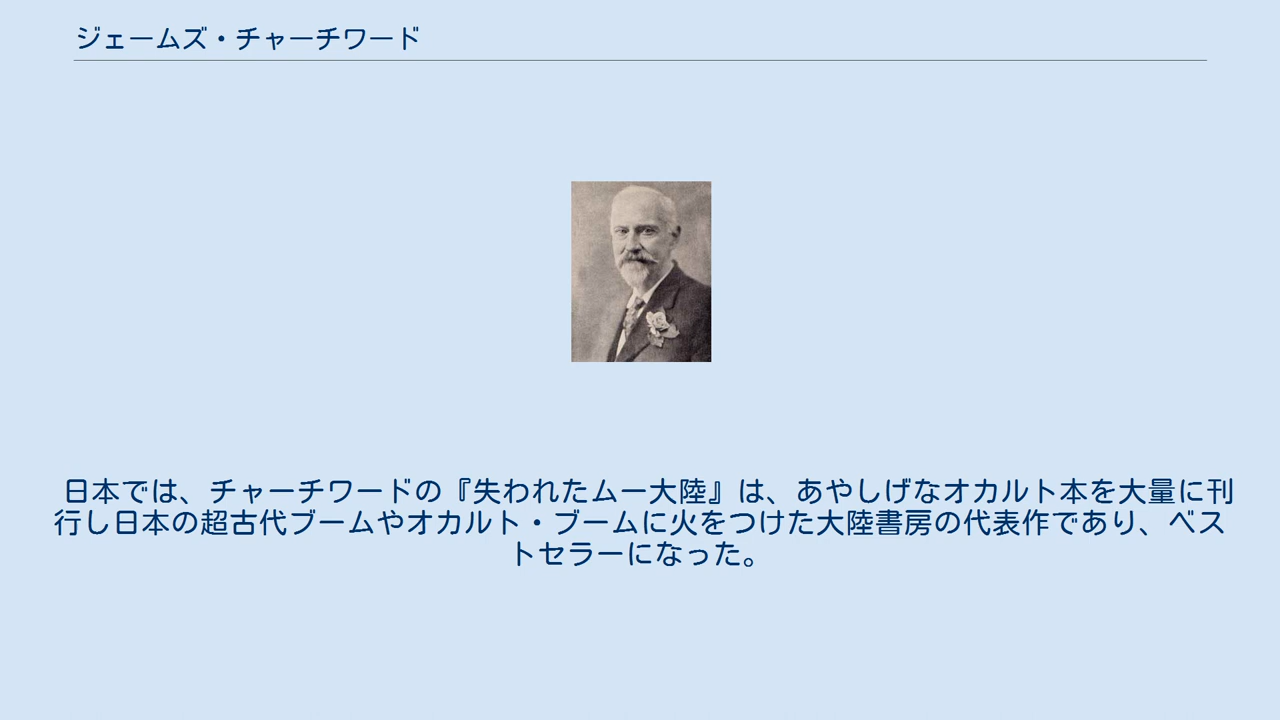 ジェームズ・チャーチワード
日本では、チャーチワードの『失われたムー大陸』は、あやしげなオカルト本を大量に刊
行し日本の超古代ブームやオカルト・ブームに火をつけた大陸書房の代表作であり、ベス
トセラーになった。